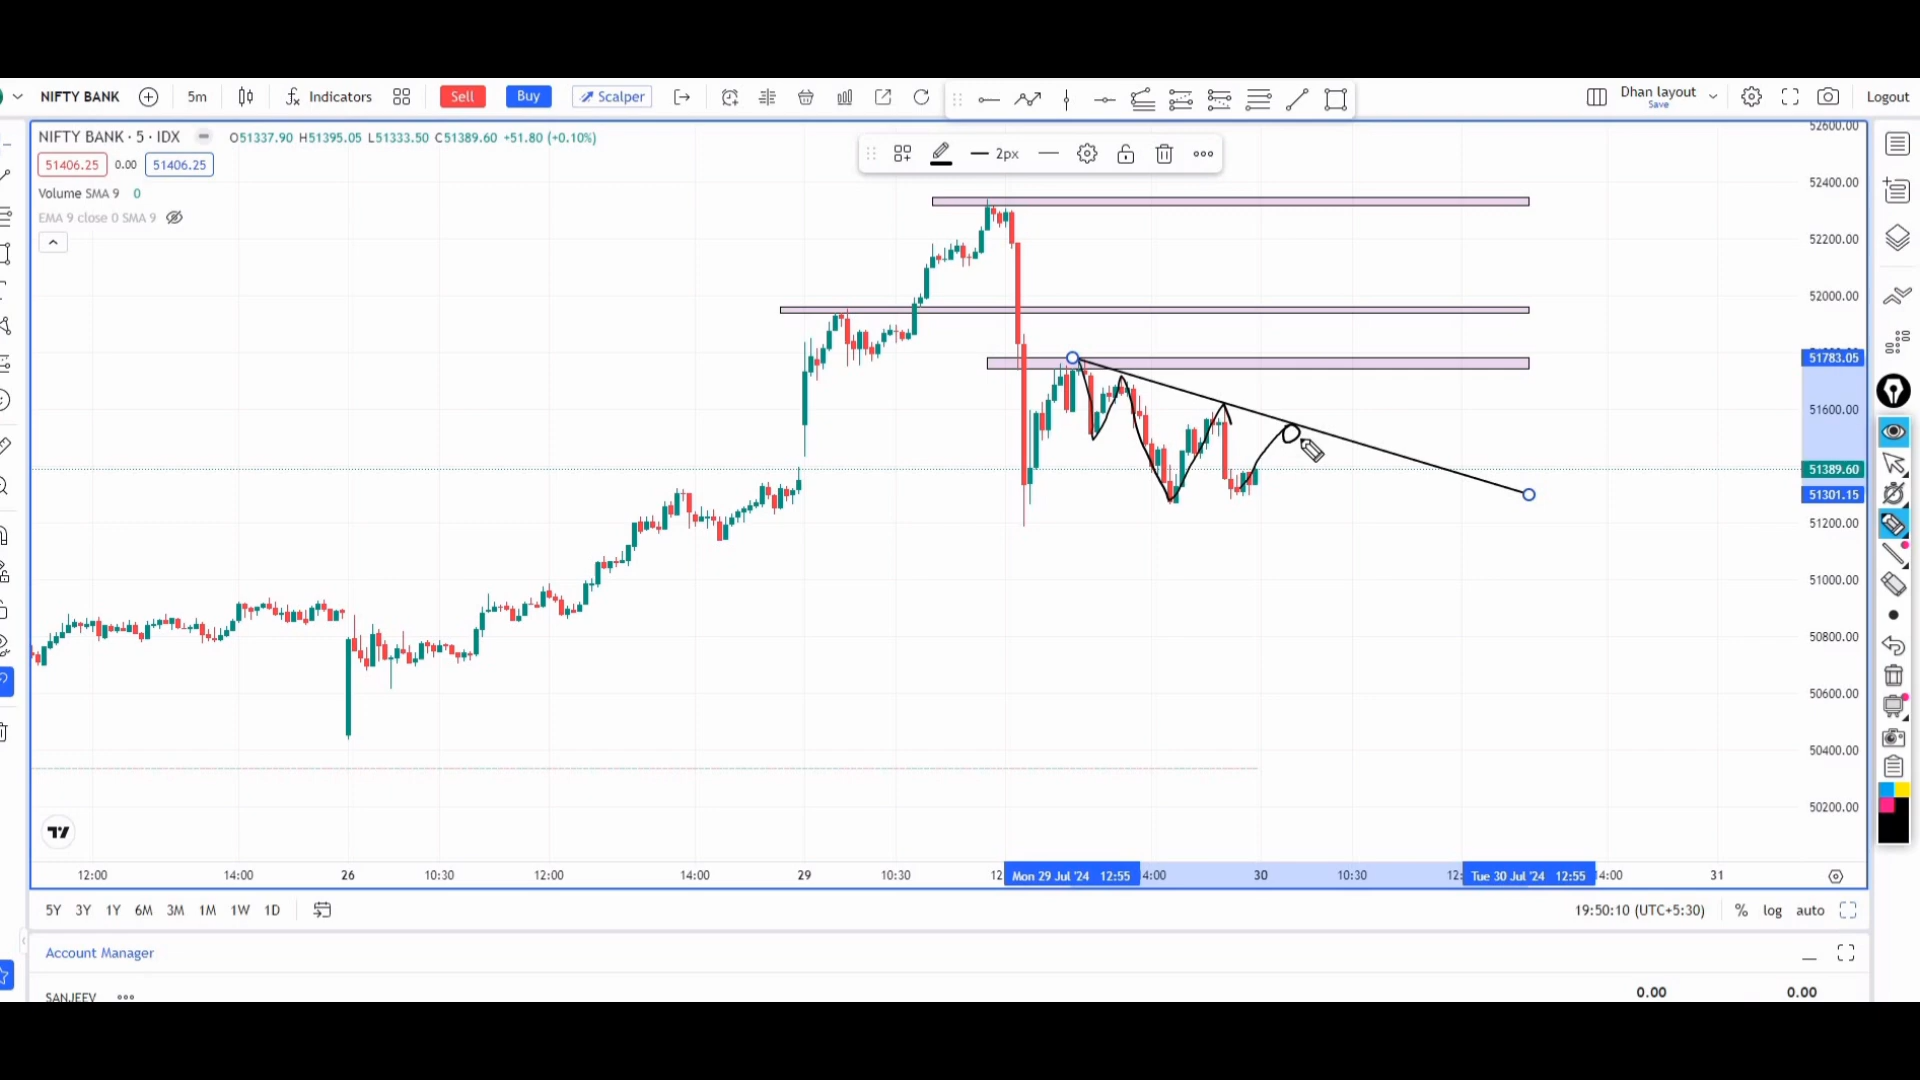 NIFTY BANK 5m Indicators Sell Buy Scalper Dhan layout Save Logout
NIFTY BANK · 5 · IDX O51337.90 H51395.05 L51333.50 C51389.60 +51.80 (+0.10%)
2px
51406.25 0.00 51406.25
Volume SMA 9 0
EMA 9 close 0 SMA 9
52600.00
52400.00
52200.00
52000.00
51783.05
51600.00
51389.60
51301.15
51200.00
51000.00
50800.00
50600.00
50400.00
50200.00
12:00 14:00 26 10:30 12:00 14:00 29 10:30 12 Mon 29 Jul '24 12:55 4:00 30 10:30 12: Tue 30 Jul '24 12:55 14:00 31
5Y 3Y 1Y 6M 3M 1M 1W 1D 19:50:10 (UTC+5:30) % log auto
Account Manager
SANJEEV 0.00 0.00